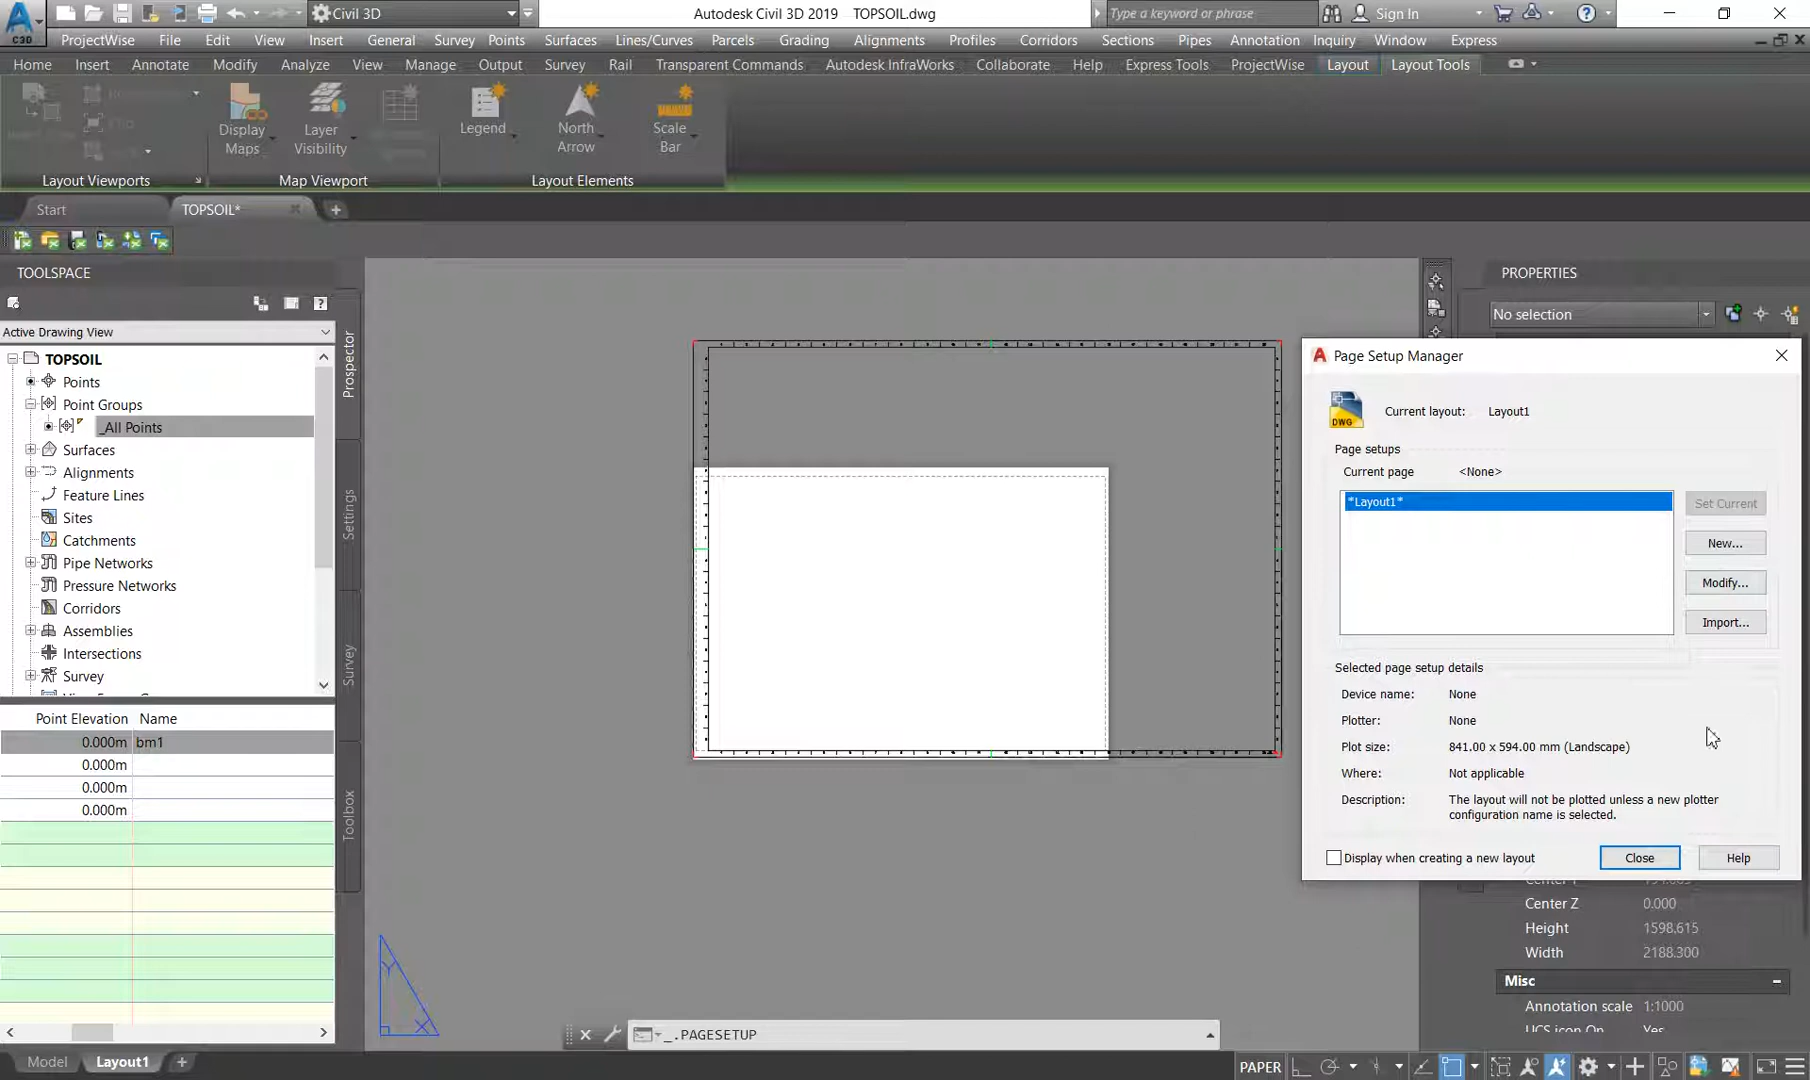 Civil 3D
Autodesk Civil 3D 2019 TOPSOIL.dwg
Type a keyword or phrase
Sign In
C3D
ProjectWise File Edit View Insert General Survey Points Surfaces Lines/Curves Parcels Grading Alignments Profiles Corridors Sections Pipes Annotation Inquiry Window Express
Home Insert Annotate Modify Analyze View Manage Output Survey Rail Transparent Commands Autodesk InfraWorks Collaborate Help Express Tools ProjectWise Layout Layout Tools
Display Maps
Layer Visibility
Legend
North Arrow
Scale Bar
Layout Viewports
Map Viewport
Layout Elements
Start
TOPSOIL*
TOOLSPACE
Active Drawing View
TOPSOIL
Points
Point Groups
_All Points
Surfaces
Alignments
Feature Lines
Sites
Catchments
Pipe Networks
Pressure Networks
Corridors
Assemblies
Intersections
Survey
Prospector
Settings
Survey
Toolbox
Point Elevation Name
0.000m bm1
0.000m
0.000m
0.000m
Model
Layout1
Y
X
_.PAGESETUP
PROPERTIES
No selection
Page Setup Manager
DWG
Current layout: Layout1
Page setups
Current page <None>
*Layout1*
Set Current
New...
Modify...
Import...
Selected page setup details
Device name: None
Plotter: None
Plot size: 841.00 x 594.00 mm (Landscape)
Where: Not applicable
Description: The layout will not be plotted unless a new plotter
configuration name is selected.
Display when creating a new layout
Close
Help
Center Z 0.000
Height 1598.615
Width 2188.300
Misc
Annotation scale 1:1000
UCS icon On Yes
PAPER